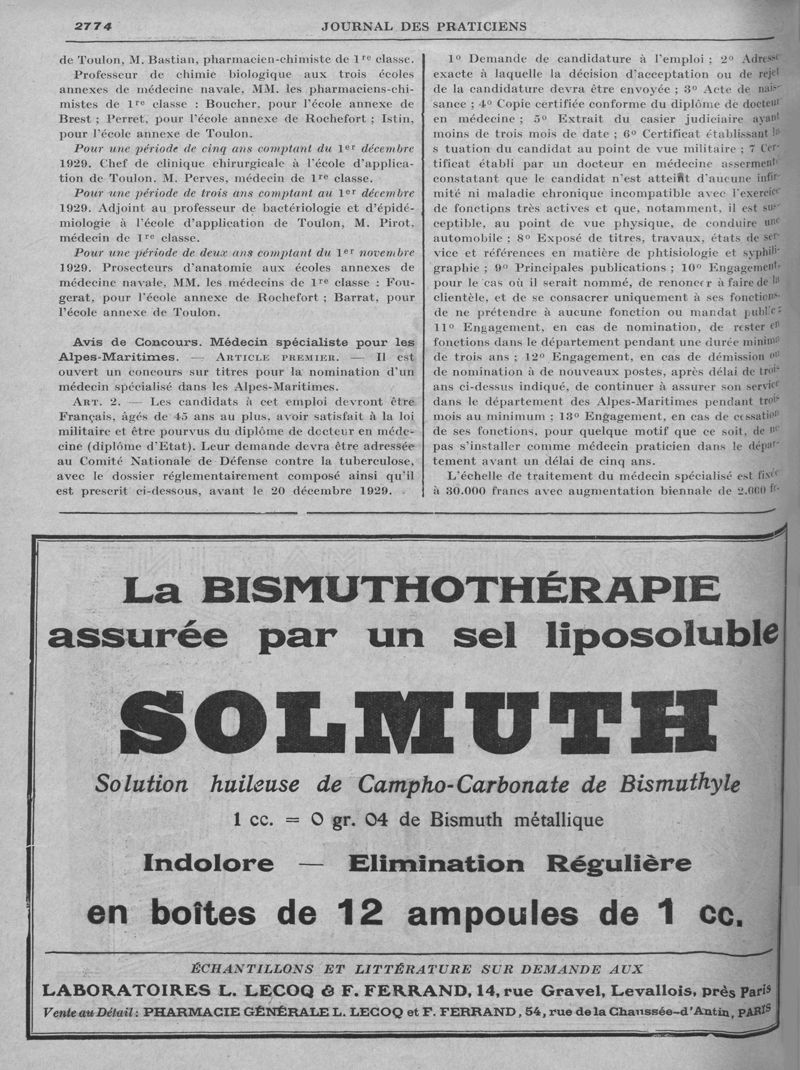 2774
JOURNAL DES PRATICIENS
de Toulon, M. Bastian, pharmacien-chimiste de 1re classe.
Professeur de chimie biologique aux trois écoles
annexes de médecine navale, MM. les pharmaciens-chi-
mistes de 1re classe : Boucher, pour l'école annexe de
Brest ; Perret, pour l'école annexe de Rochefort ; Istin,
pour l'école annexe de Toulon.
Pour une période de cinq ans comptant du 1er décembre
1929. Chef de clinique chirurgicale à l'école d'applica-
tion de Toulon. M. Perves, médecin de 1re classe.
Pour une période de trois ans comptant au 1er décembre
1929. Adjoint au professeur de bactériologie et d'épidé-
miologie à l'école d'application de Toulon, M. Pirot,
médecin de 1re classe.
Pour une période de deux ans comptant du 1er novembre
1929. Prosecteurs d'anatomie aux écoles annexes de
médecine navale, MM. les médecins de 1re classe : Fou-
gerat, pour l'école annexe de Rochefort ; Barrat, pour
l'école annexe de Toulon.
Avis de Concours. Médecin spécialiste pour les
Alpes-Maritimes. — ARTICLE PREMIER. — Il est
ouvert un concours sur titres pour la nomination d'un
médecin spécialisé dans les Alpes-Maritimes.
ART. 2. — Les candidats à cet emploi devront être
Français, âgés de 45 ans au plus, avoir satisfait à la loi
militaire et être pourvus du diplôme de docteur en méde-
cine (diplôme d'Etat). Leur demande devra être adressée
au Comité Nationale de Défense contre la tuberculose,
avec le dossier réglementairement composé ainsi qu'il
est prescrit ci-dessous, avant le 20 décembre 1929.
1º Demande de candidature à l'emploi ; 2º Adresse
exacte à laquelle la décision d'acceptation ou de rejet
de la candidature devra être envoyée ; 3º Acte de nais-
sance ; 4º Copie certifiée conforme du diplôme de docteur
en médecine ; 5º Extrait du casier judiciaire ayant
moins de trois mois de date ; 6º Certificat établissant la
s tuation du candidat au point de vue militaire ; 7 Cer-
tificat établi par un docteur en médecine asserment
constatant que le candidat n'est atteint d'aucune infir-
mité ni maladie chronique incompatible avec l'exercice
de fonctions très actives et que, notamment, il est sus-
ceptible, au point de vue physique, de conduire une
automobile ; 8º Exposé de titres, travaux, états de ser-
vice et références en matière de phtisiologie et syphili-
graphie ; 9º Principales publications ; 10º Engagement,
pour le cas où il serait nommé, de renoncer à faire de la
clientèle, et de se consacrer uniquement à ses fonctions,
de ne prétendre à aucune fonction ou mandat public ;
11º Engagement, en cas de nomination, de rester en
fonctions dans le département pendant une durée minima
de trois ans ; 12º Engagement, en cas de démission ou
de nomination à de nouveaux postes, après délai de trois
ans ci-dessus indiqué, de continuer à assurer son service
dans le département des Alpes-Maritimes pendant trois
mois au minimum ; 13º Engagement, en cas de cessation
de ses fonctions, pour quelque motif que ce soit, de ne
pas s'installer comme médecin praticien dans le dépar-
tement avant un délai de cinq ans.
L'échelle de traitement du médecin spécialisé est fixée
à 30.000 francs avec augmentation biennale de 2.000 fr.
La BISMUTHOTHÉRAPIE
assurée par un sel liposoluble
SOLMUTH
Solution huileuse de Campho-Carbonate de Bismuthyle
1 cc. = 0 gr. 04 de Bismuth métallique
Indolore — Elimination Régulière
en boîtes de 12 ampoules de 1 cc.
ÉCHANTILLONS ET LITTÉRATURE SUR DEMANDE AUX
LABORATOIRES L. LECOQ & F. FERRAND, 14, rue Gravel, Levallois, près Paris
Vente au Détail : PHARMACIE GÉNÉRALE L. LECOQ et F. FERRAND, 54, rue de la Chaussée-d'Antin, PARIS